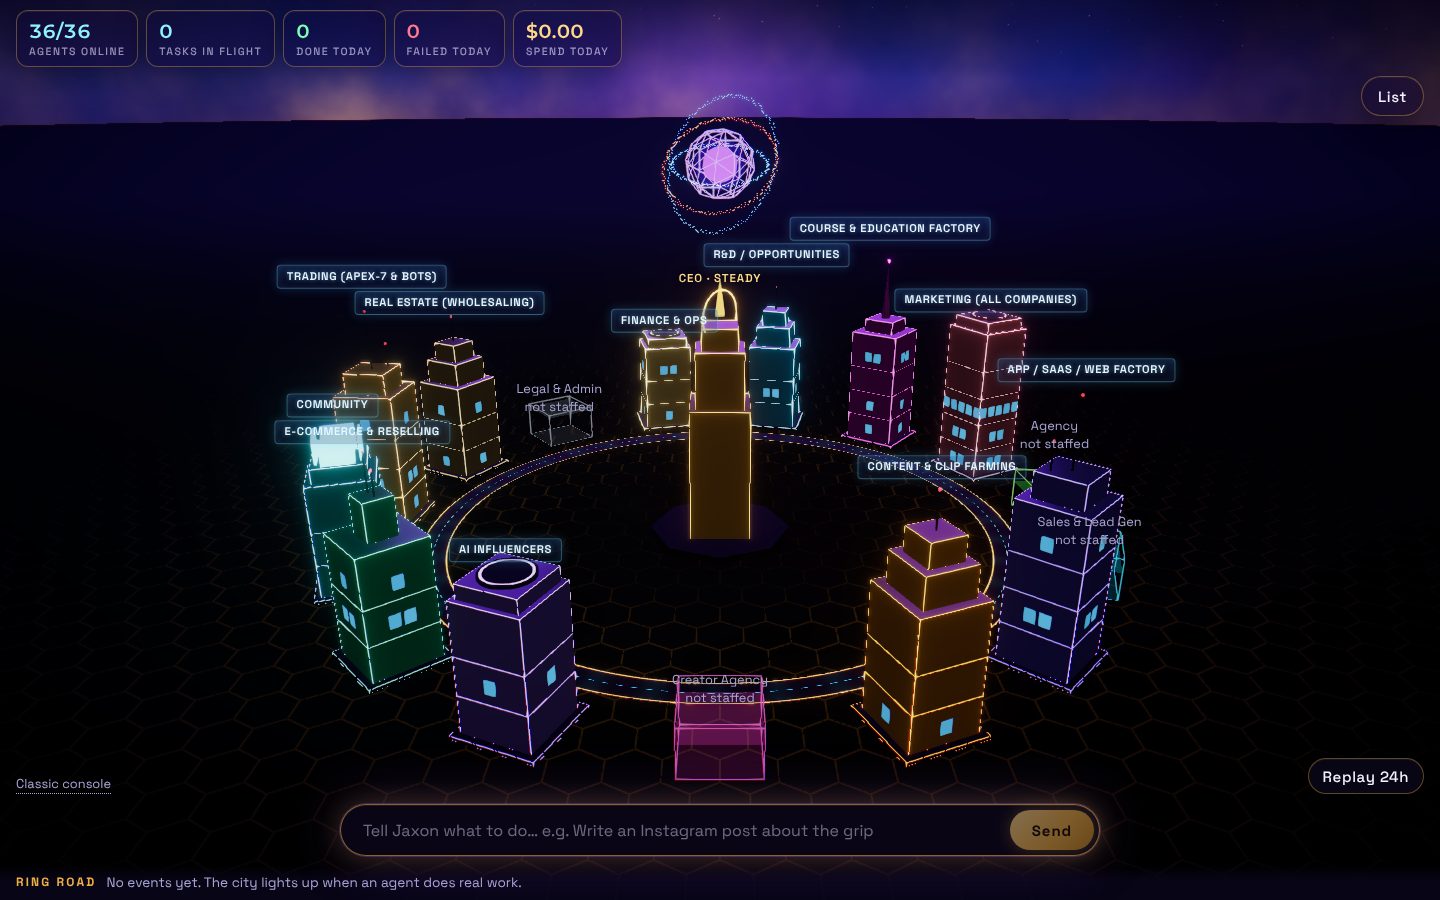 36/36
AGENTS ONLINE
0
TASKS IN FLIGHT
0
DONE TODAY
0
FAILED TODAY
$0.00
SPEND TODAY
List
COURSE & EDUCATION FACTORY
R&D / OPPORTUNITIES
TRADING (APEX-7 & BOTS)
CEO · STEADY
REAL ESTATE (WHOLESALING)
MARKETING (ALL COMPANIES)
FINANCE & OPS
APP / SAAS / WEB FACTORY
Legal & Admin
not staffed
COMMUNITY
Agency
not staffed
E-COMMERCE & RESELLING
CONTENT & CLIP FARMING
Sales & Lead Gen
not staffed
AI INFLUENCERS
Creator Agency
not staffed
Classic console
Replay 24h
Tell Jaxon what to do... e.g. Write an Instagram post about the grip
Send
RING ROAD No events yet. The city lights up when an agent does real work.